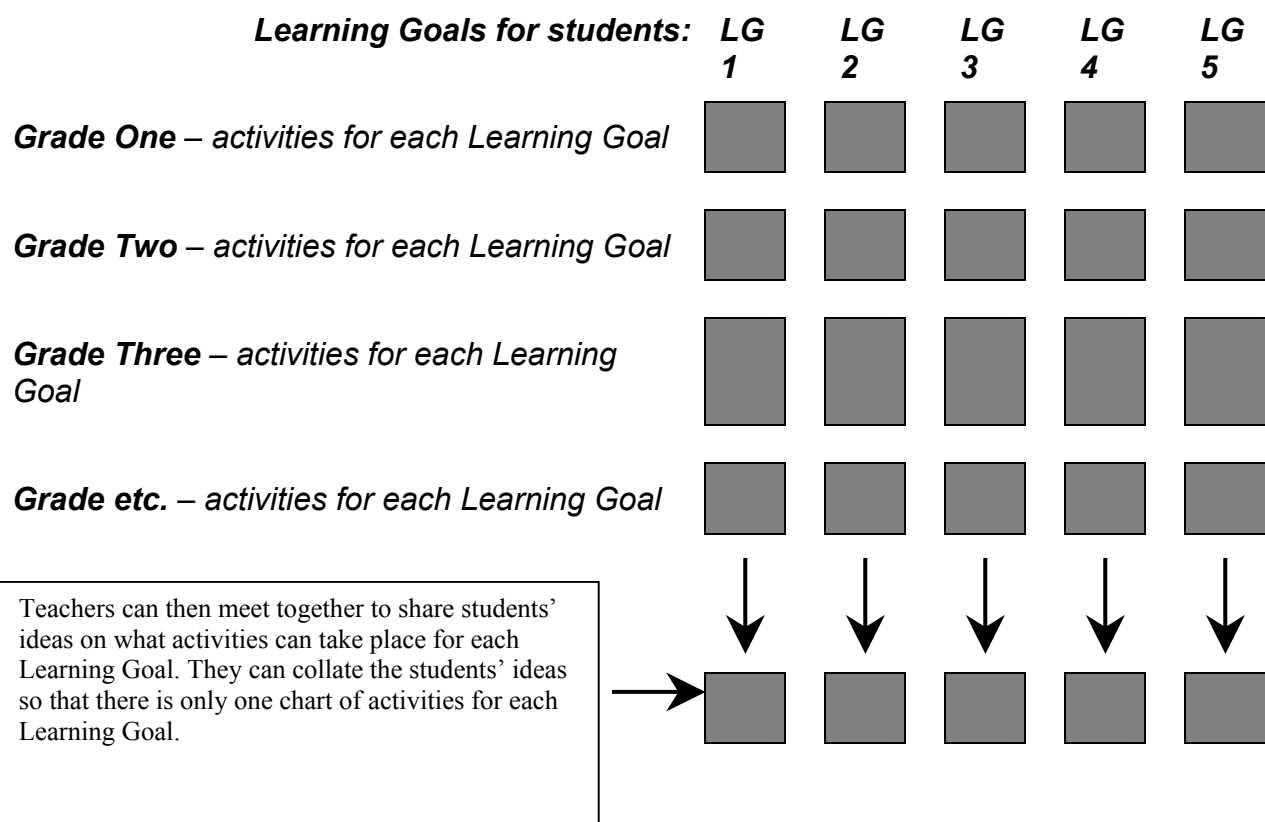 Learning Goals for students: LG LG LG LG LG
1 2 3 4 5
Grade One – activities for each Learning Goal
Grade Two – activities for each Learning Goal
Grade Three – activities for each Learning
Goal
Grade etc. – activities for each Learning Goal
Teachers can then meet together to share students’
ideas on what activities can take place for each
Learning Goal. They can collate the students’ ideas
so that there is only one chart of activities for each
Learning Goal.